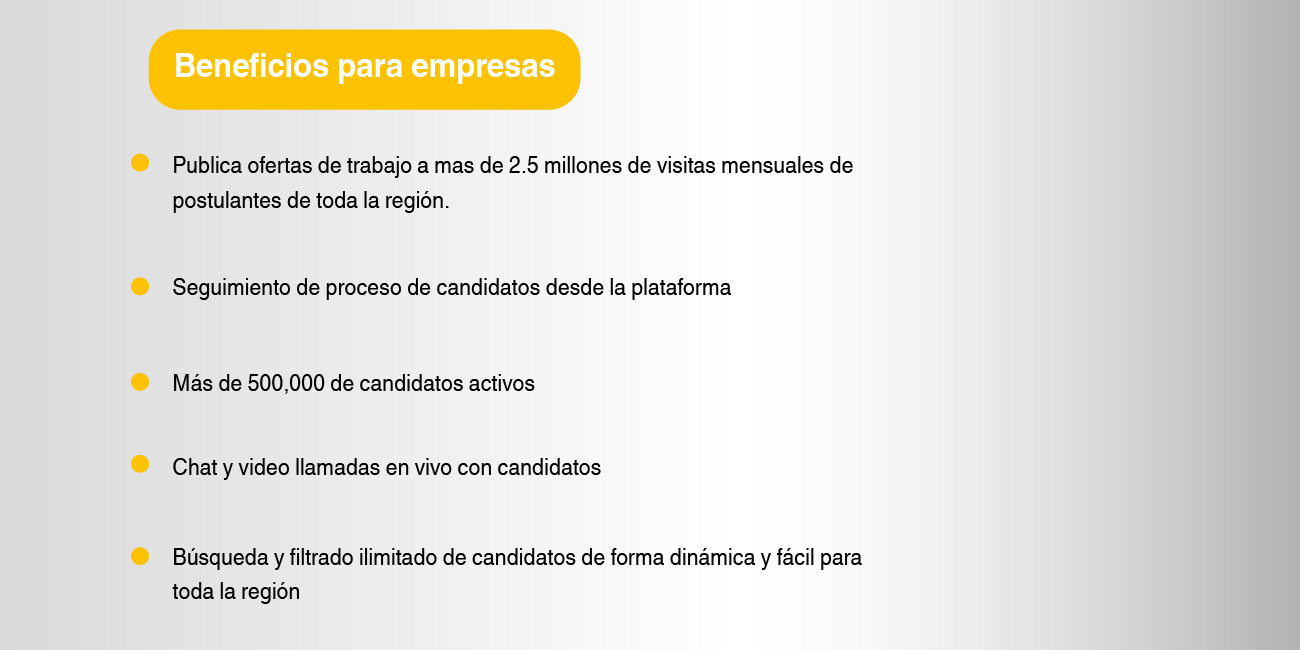 Beneficios para empresas
Publica ofertas de trabajo a mas de 2.5 millones de visitas mensuales de
postulantes de toda la región.
Seguimiento de proceso de candidatos desde la plataforma
Más de 500,000 de candidatos activos
Chat y video llamadas en vivo con candidatos
Búsqueda y filtrado ilimitado de candidatos de forma dinámica y fácil para
toda la región